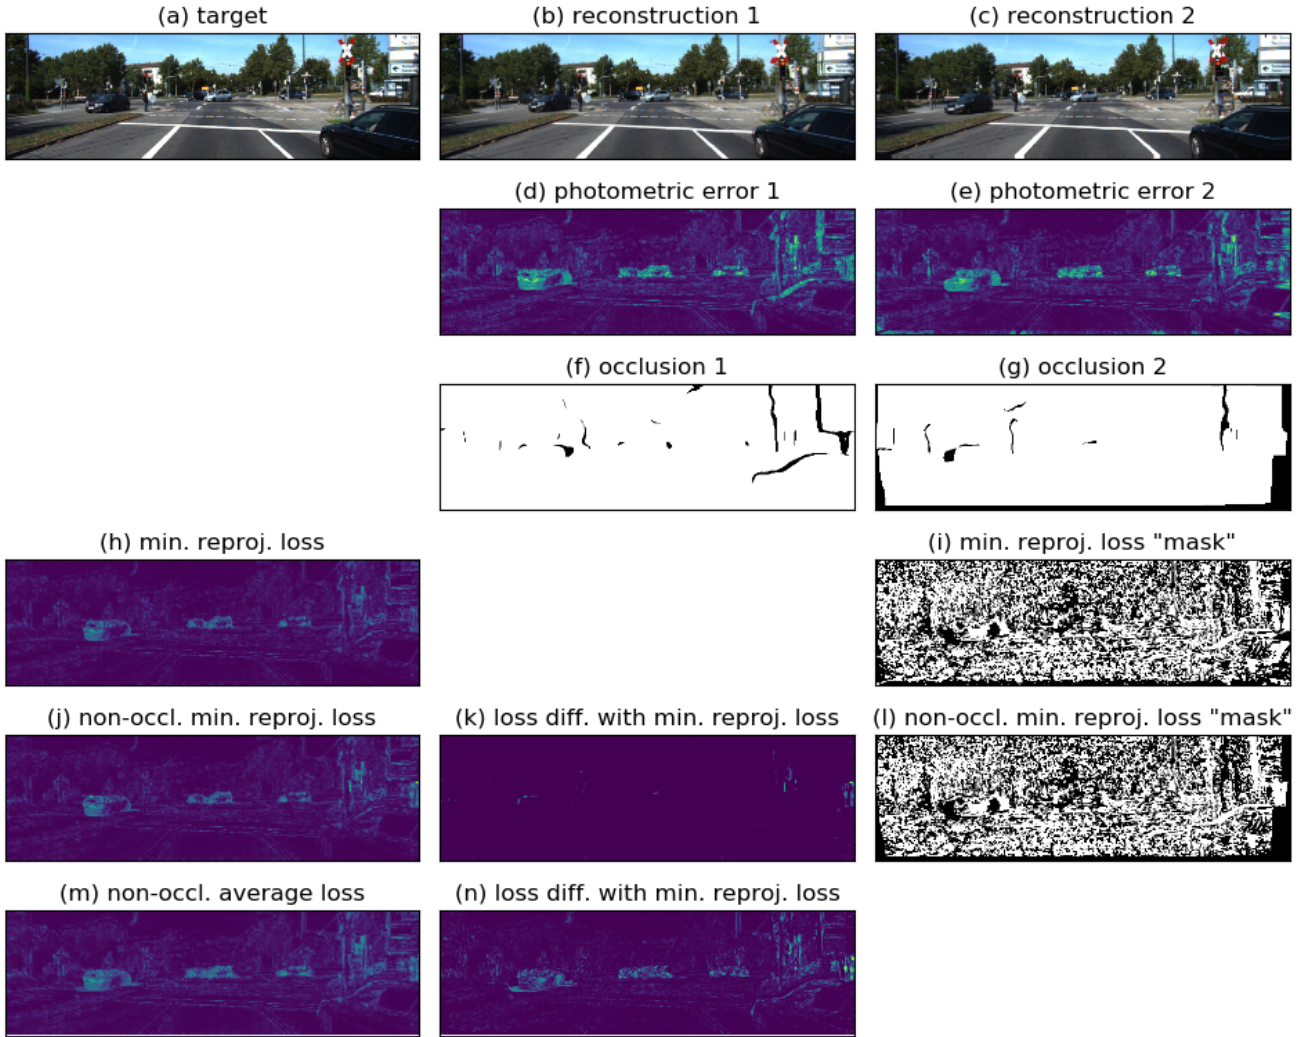 (a) target
(b) reconstruction 1
(c) reconstruction 2
(d) photometric error 1
(e) photometric error 2
(f) occlusion 1
(g) occlusion 2
(h) min. reproj. loss
(i) min. reproj. loss "mask"
(j) non-occl. min. reproj. loss
(k) loss diff. with min. reproj. loss
(l) non-occl. min. reproj. loss "mask"
(m) non-occl. average loss
(n) loss diff. with min. reproj. loss